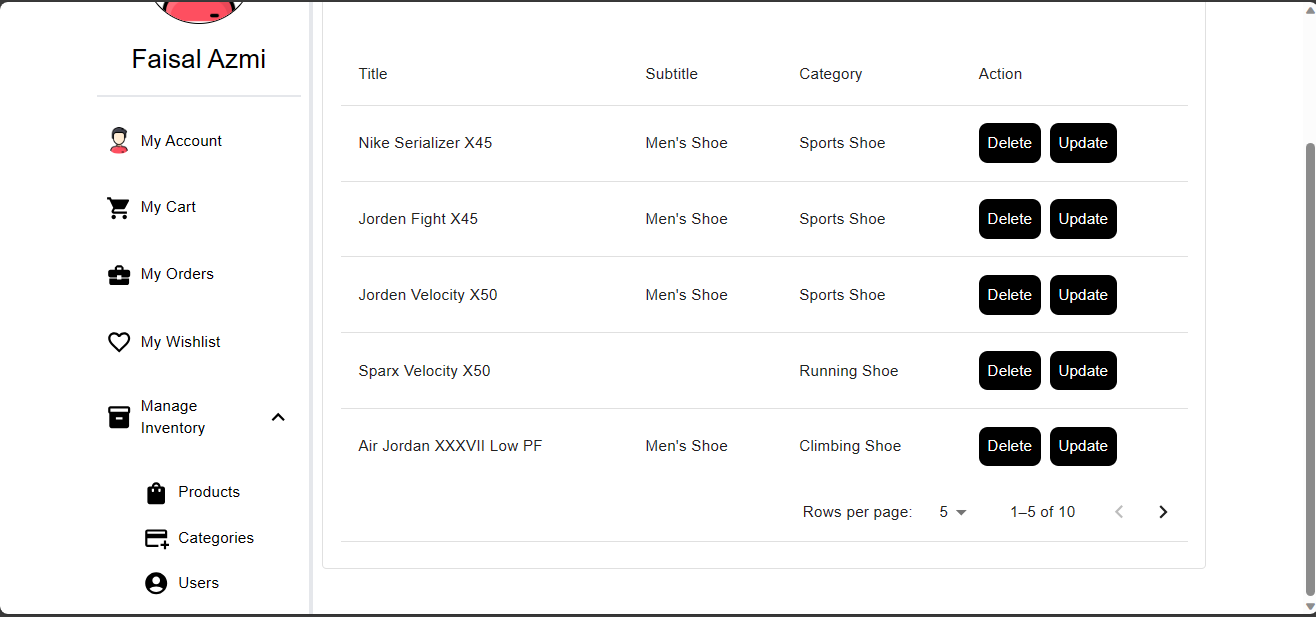 Faisal Azmi
My Account
My Cart
My Orders
My Wishlist
Manage
Inventory
Products
Categories
Users
Title Subtitle Category Action
Nike Serializer X45 Men's Shoe Sports Shoe Delete Update
Jorden Fight X45 Men's Shoe Sports Shoe Delete Update
Jorden Velocity X50 Men's Shoe Sports Shoe Delete Update
Sparx Velocity X50 Running Shoe Delete Update
Air Jordan XXXVII Low PF Men's Shoe Climbing Shoe Delete Update
Rows per page: 5 1–5 of 10